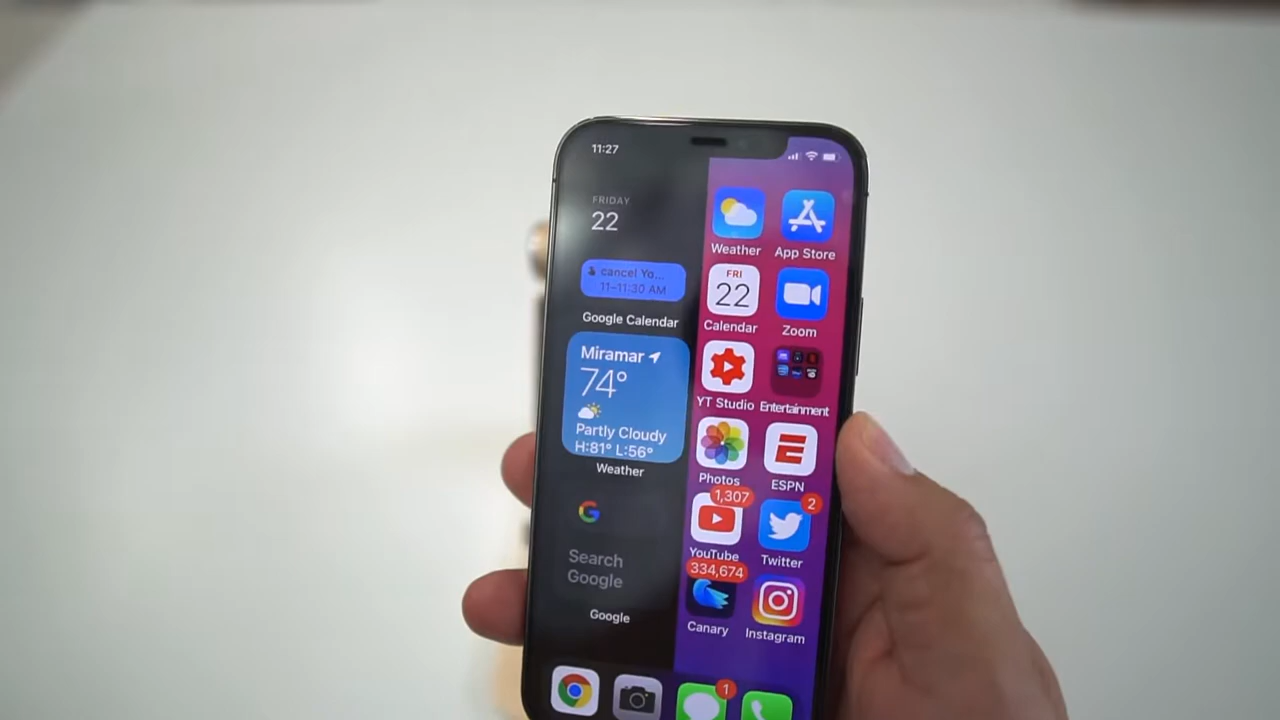 11:27
FRIDAY
22
cancel Yo...
11–11:30 AM
Google Calendar
Miramar
74°
Partly Cloudy
H:81° L:56°
Weather
G
Search
Google
Google
Weather
App Store
FRI
22
Calendar
Zoom
YT Studio
Entertainment
Photos
E
ESPN
1,307
YouTube
2
Twitter
334,674
Canary
Instagram
1